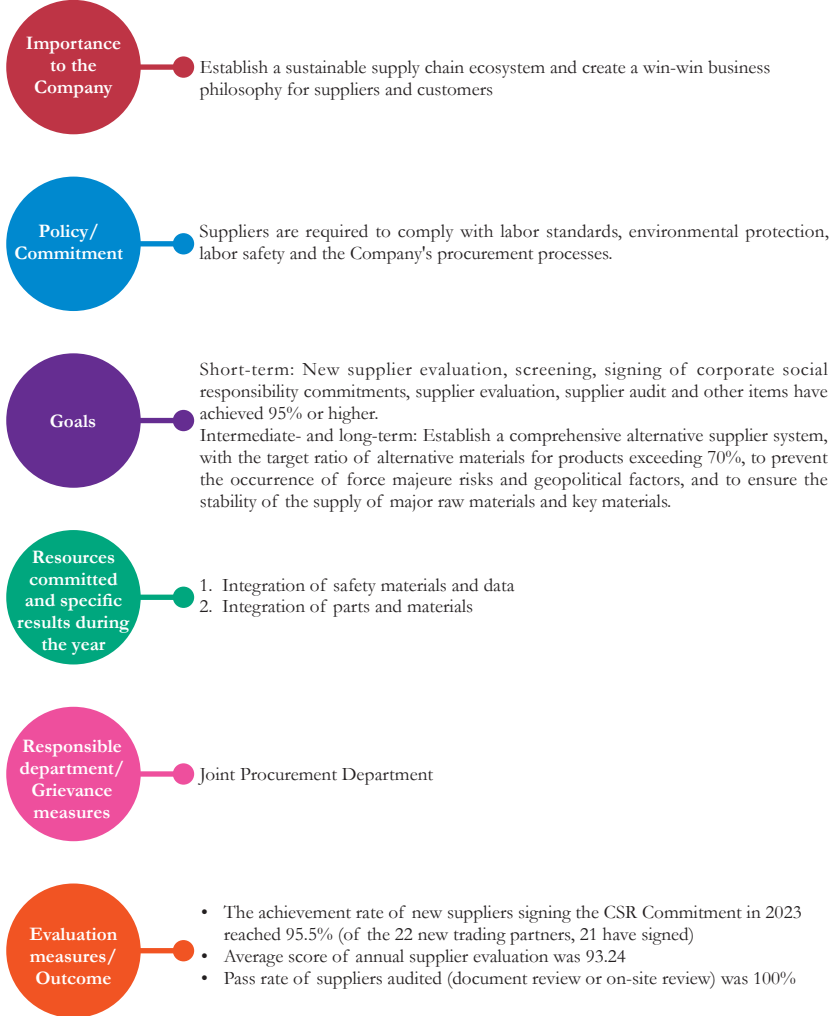 Importance
to the
Company
Establish a sustainable supply chain ecosystem and create a win-win business
philosophy for suppliers and customers
Policy/
Commitment
Suppliers are required to comply with labor standards, environmental protection,
labor safety and the Company's procurement processes.
Goals
Short-term: New supplier evaluation, screening, signing of corporate social
responsibility commitments, supplier evaluation, supplier audit and other items have
achieved 95% or higher.
Intermediate- and long-term: Establish a comprehensive alternative supplier system,
with the target ratio of alternative materials for products exceeding 70%, to prevent
the occurrence of force majeure risks and geopolitical factors, and to ensure the
stability of the supply of major raw materials and key materials.
Resources
committed
and specific
results during
the year
1. Integration of safety materials and data
2. Integration of parts and materials
Responsible
department/
Grievance
measures
Joint Procurement Department
Evaluation
measures/
Outcome
• The achievement rate of new suppliers signing the CSR Commitment in 2023
reached 95.5% (of the 22 new trading partners, 21 have signed)
• Average score of annual supplier evaluation was 93.24
• Pass rate of suppliers audited (document review or on-site review) was 100%